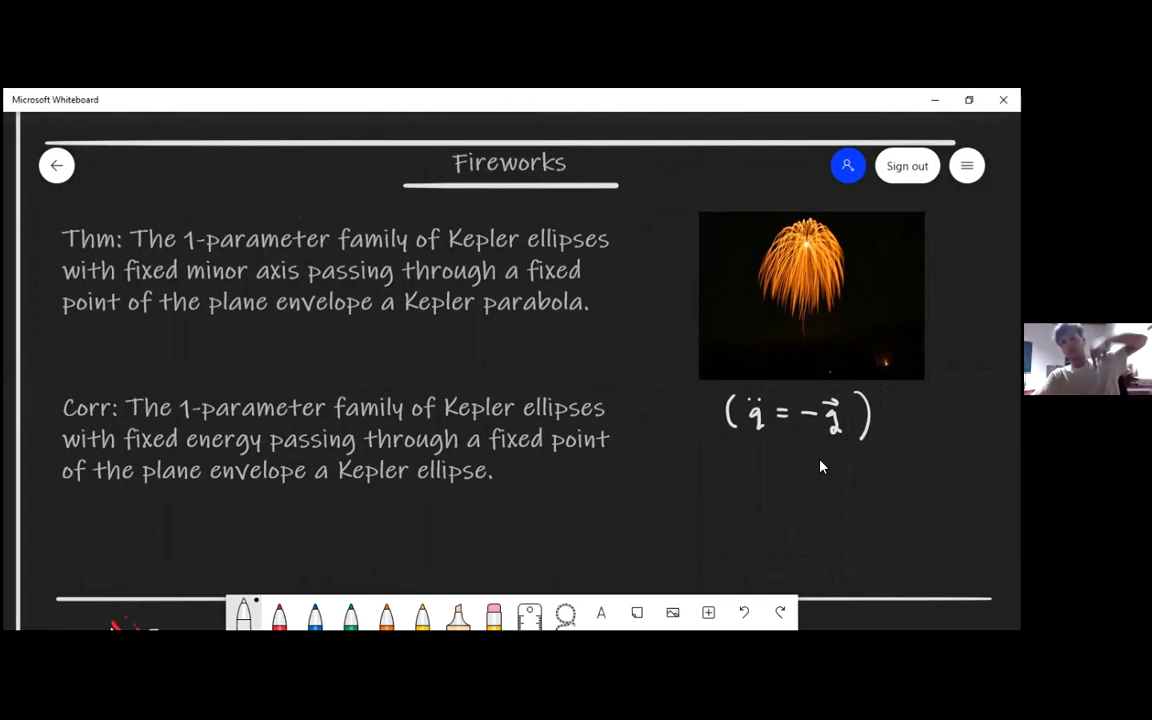 Microsoft Whiteboard
Fireworks
Sign out
Thm: The 1-parameter family of Kepler ellipses
with fixed minor axis passing through a fixed
point of the plane envelope a Kepler parabola.
Corr: The 1-parameter family of Kepler ellipses
with fixed energy passing through a fixed point
of the plane envelope a Kepler ellipse.
( q̈ = − g⃗ )
A